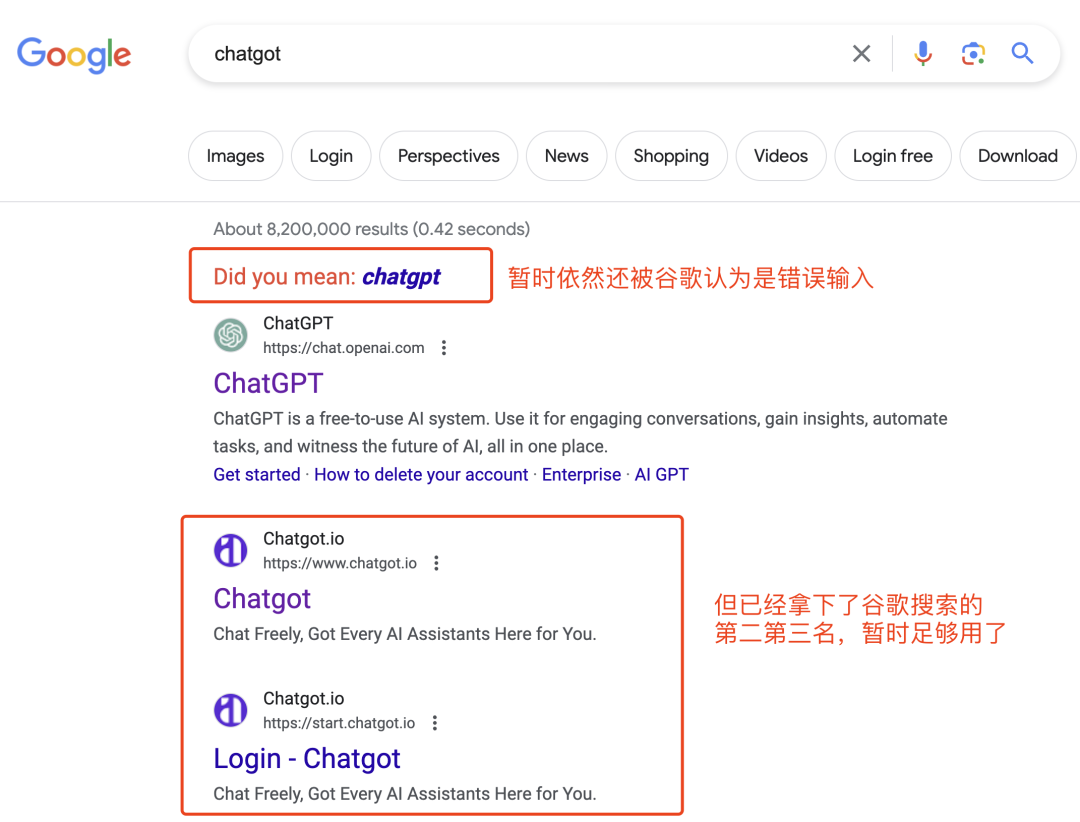 Google
chatgot
Images
Login
Perspectives
News
Shopping
Videos
Login free
Download
About 8,200,000 results (0.42 seconds)
Did you mean: chatgpt
暂时依然还被谷歌认为是错误输入
ChatGPT
https://chat.openai.com
ChatGPT
ChatGPT is a free-to-use AI system. Use it for engaging conversations, gain insights, automate
tasks, and witness the future of AI, all in one place.
Get started · How to delete your account · Enterprise · AI GPT
Chatgot.io
https://www.chatgot.io
Chatgot
Chat Freely, Got Every AI Assistants Here for You.
但已经拿下了谷歌搜索的
第二第三名，暂时足够用了
Chatgot.io
https://start.chatgot.io
Login - Chatgot
Chat Freely, Got Every AI Assistants Here for You.